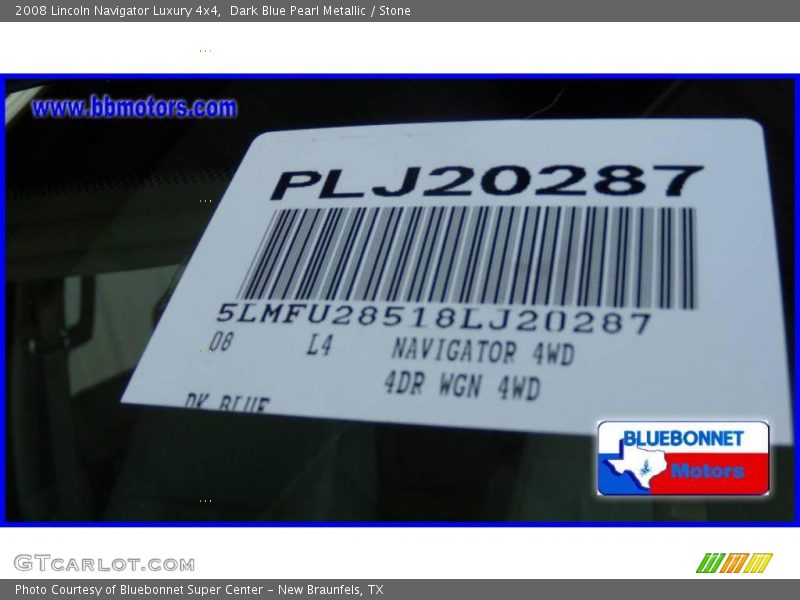 2008 Lincoln Navigator Luxury 4x4,  Dark Blue Pearl Metallic / Stone
www.bbmotors.com
PLJ20287
5LMFU28518LJ20287
08 L4 NAVIGATOR 4WD
4DR WGN 4WD
DK BLUE
BLUEBONNET
Motors
GTCARLOT.COM
Photo Courtesy of Bluebonnet Super Center - New Braunfels, TX